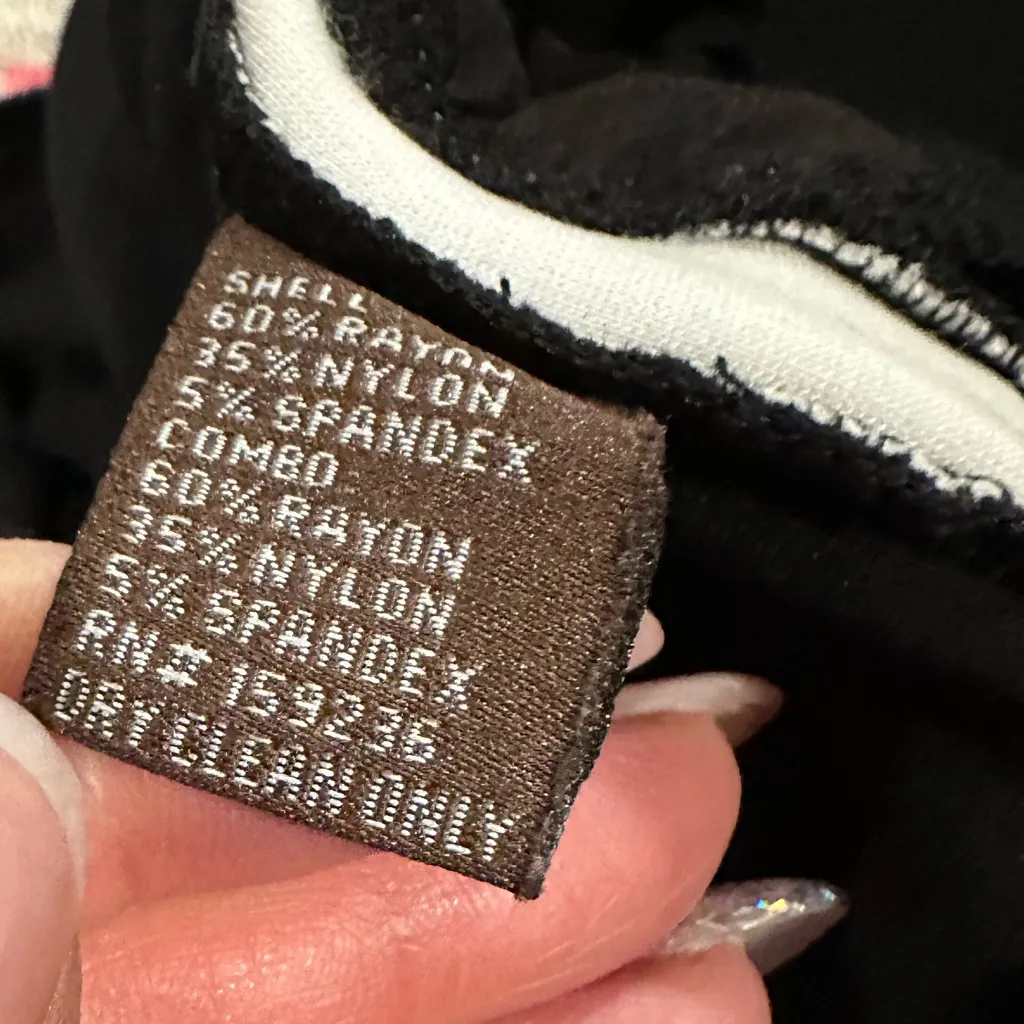 SHELL
60% RAYON
35% NYLON
5% SPANDEX
COMBO
60% RAYON
35% NYLON
5% SPANDEX
RN# 159236
DRY CLEAN ONLY